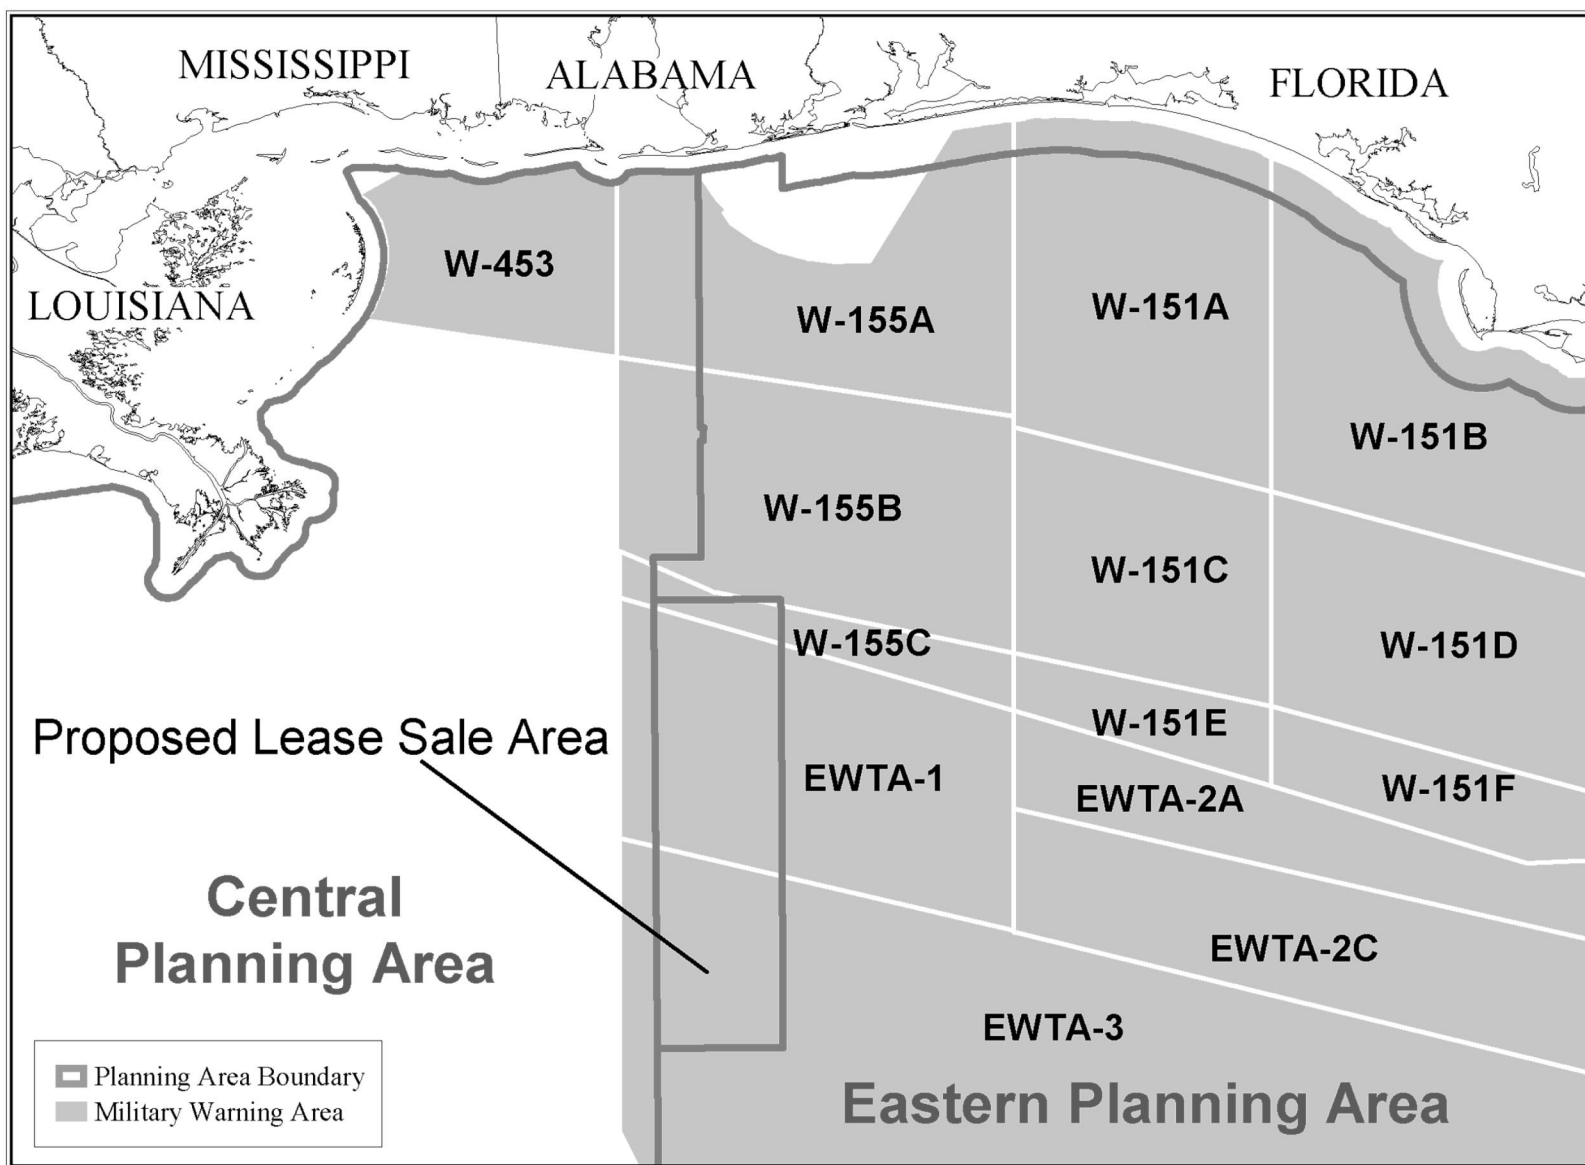 MISSISSIPPI
ALABAMA
FLORIDA
LOUISIANA
W-453
W-155A
W-151A
W-151B
W-155B
W-151C
W-155C
W-151D
W-151E
Proposed Lease Sale Area
EWTA-1
EWTA-2A
W-151F
Central
Planning Area
EWTA-2C
EWTA-3
Planning Area Boundary
Military Warning Area
Eastern Planning Area